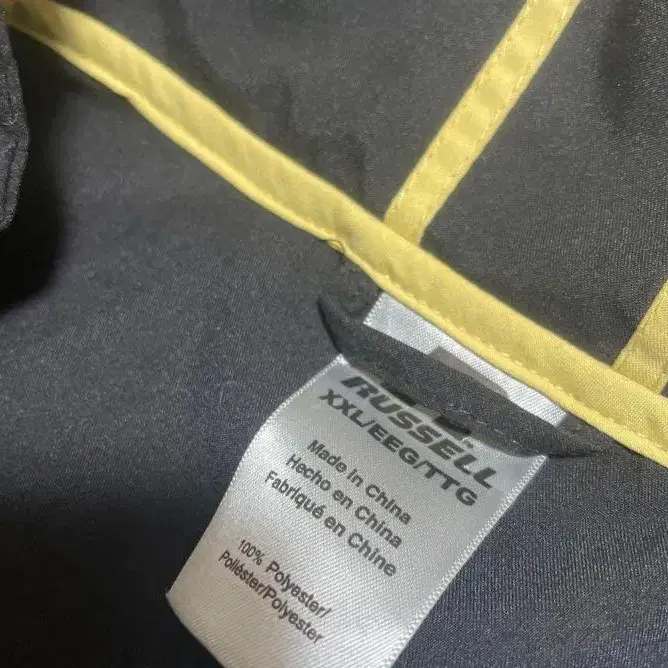 RUSSELL
XXL/EEG/TTG
Made in China
Hecho en China
Fabriqué en Chine
100% Polyester/
Poliéster/Polyester